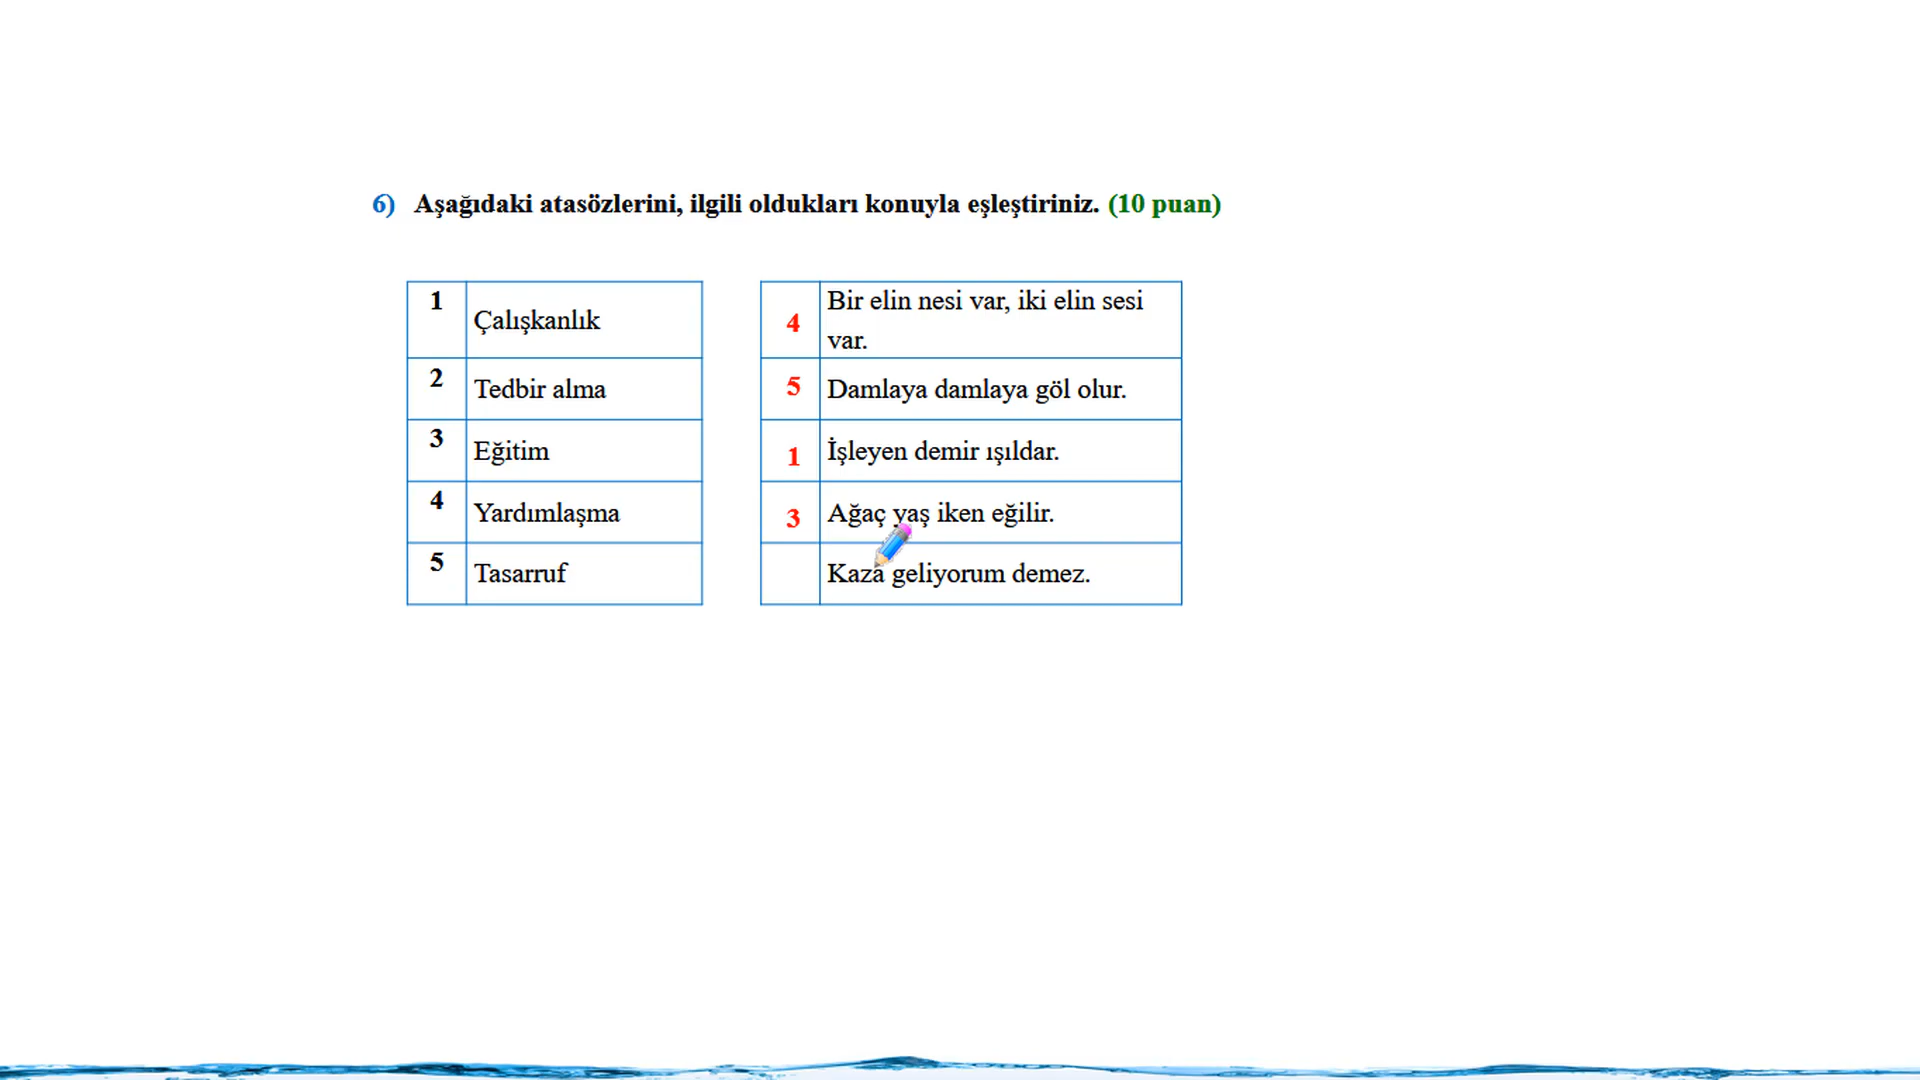 6) Aşağıdaki atasözlerini, ilgili oldukları konuyla eşleştiriniz. (10 puan)
1 Çalışkanlık
2 Tedbir alma
3 Eğitim
4 Yardımlaşma
5 Tasarruf
4 Bir elin nesi var, iki elin sesi
var.
5 Damlaya damlaya göl olur.
1 İşleyen demir ışıldar.
3 Ağaç yaş iken eğilir.
Kaza geliyorum demez.